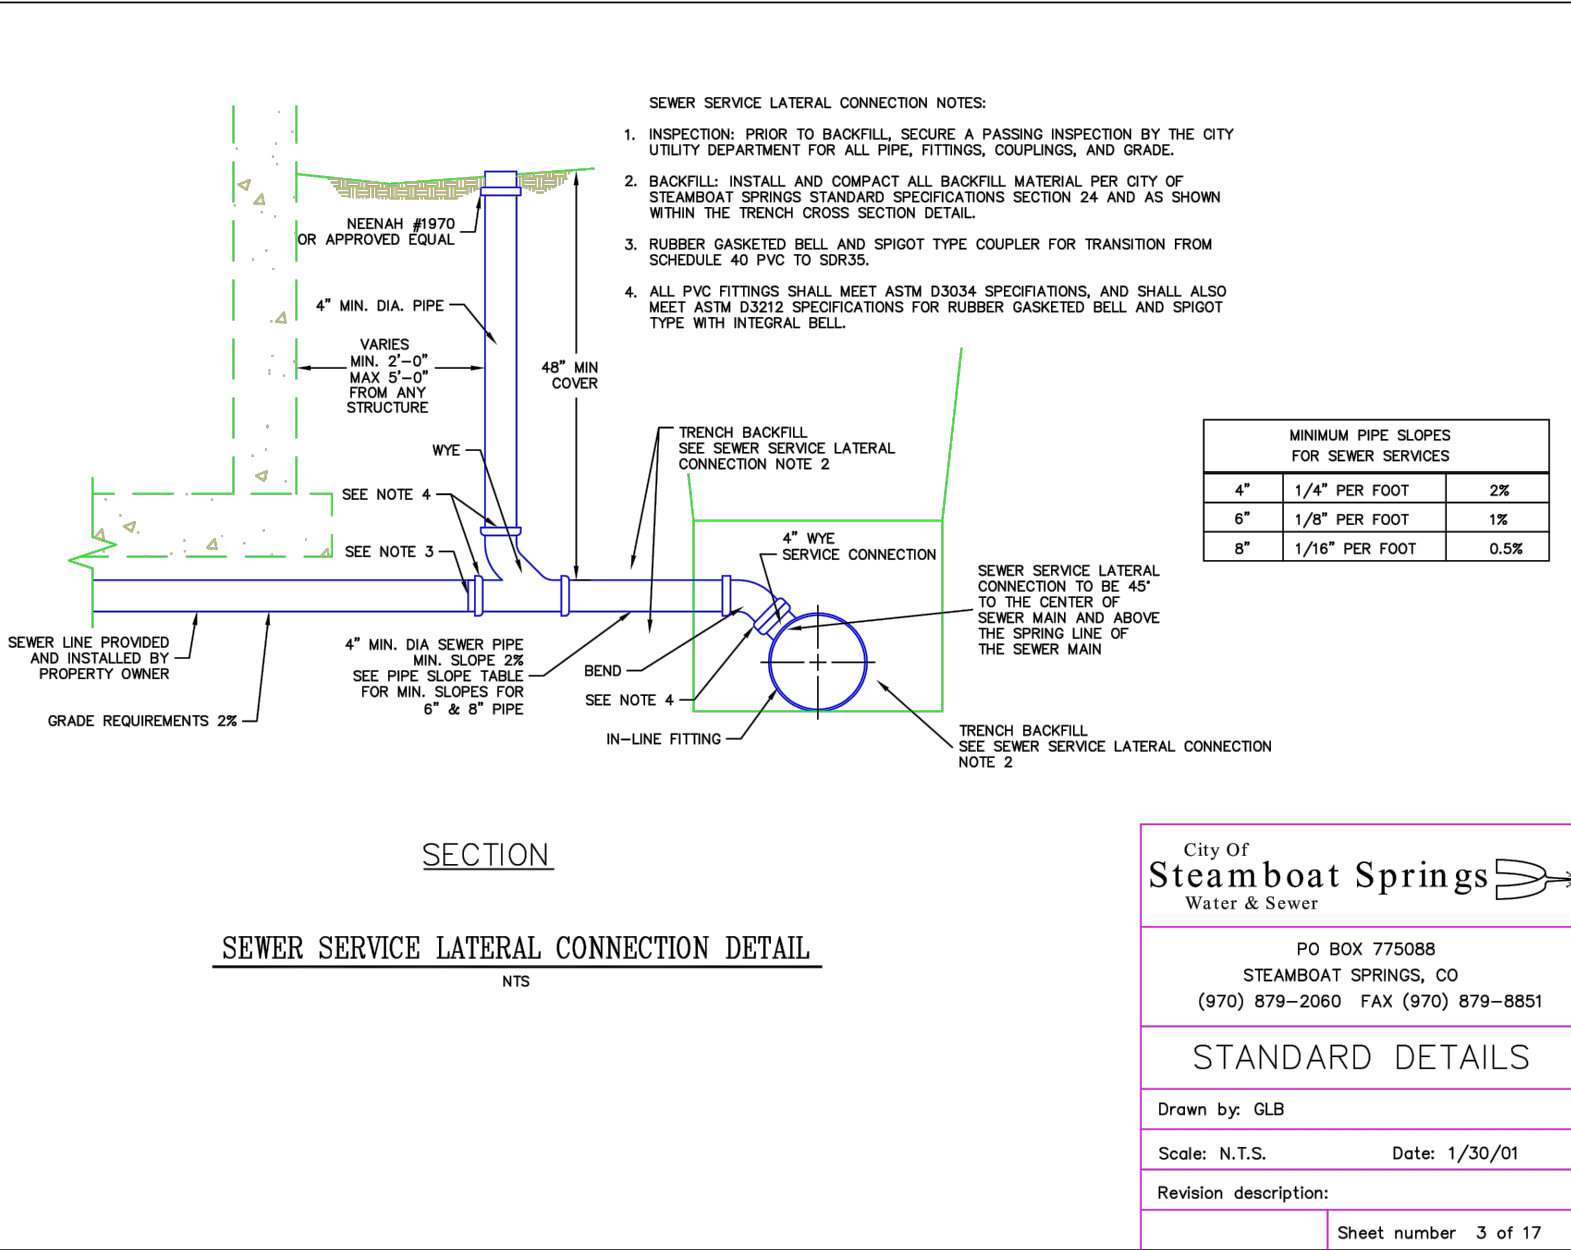 SEWER SERVICE LATERAL CONNECTION NOTES:
1. INSPECTION: PRIOR TO BACKFILL, SECURE A PASSING INSPECTION BY THE CITY
UTILITY DEPARTMENT FOR ALL PIPE, FITTINGS, COUPLINGS, AND GRADE.
2. BACKFILL: INSTALL AND COMPACT ALL BACKFILL MATERIAL PER CITY OF
STEAMBOAT SPRINGS STANDARD SPECIFICATIONS SECTION 24 AND AS SHOWN
WITHIN THE TRENCH CROSS SECTION DETAIL.
3. RUBBER GASKETED BELL AND SPIGOT TYPE COUPLER FOR TRANSITION FROM
SCHEDULE 40 PVC TO SDR35.
4. ALL PVC FITTINGS SHALL MEET ASTM D3034 SPECIFIATIONS, AND SHALL ALSO
MEET ASTM D3212 SPECIFICATIONS FOR RUBBER GASKETED BELL AND SPIGOT
TYPE WITH INTEGRAL BELL.
NEENAH #1970
OR APPROVED EQUAL
4" MIN. DIA. PIPE
VARIES
MIN. 2'-0"
MAX 5'-0"
FROM ANY
STRUCTURE
48" MIN
COVER
WYE
TRENCH BACKFILL
SEE SEWER SERVICE LATERAL
CONNECTION NOTE 2
SEE NOTE 4
SEE NOTE 3
4" WYE
SERVICE CONNECTION
MINIMUM PIPE SLOPES
FOR SEWER SERVICES
4" 1/4" PER FOOT 2%
6" 1/8" PER FOOT 1%
8" 1/16" PER FOOT 0.5%
SEWER SERVICE LATERAL
CONNECTION TO BE 45°
TO THE CENTER OF
SEWER MAIN AND ABOVE
THE SPRING LINE OF
THE SEWER MAIN
SEWER LINE PROVIDED
AND INSTALLED BY
PROPERTY OWNER
GRADE REQUIREMENTS 2%
4" MIN. DIA SEWER PIPE
MIN. SLOPE 2%
SEE PIPE SLOPE TABLE
FOR MIN. SLOPES FOR
6" & 8" PIPE
BEND
SEE NOTE 4
IN-LINE FITTING
TRENCH BACKFILL
SEE SEWER SERVICE LATERAL CONNECTION
NOTE 2
SECTION
SEWER SERVICE LATERAL CONNECTION DETAIL
NTS
City Of
Steamboat Springs
Water & Sewer
PO BOX 775088
STEAMBOAT SPRINGS, CO
(970) 879-2060 FAX (970) 879-8851
STANDARD DETAILS
Drawn by: GLB
Scale: N.T.S. Date: 1/30/01
Revision description:
Sheet number 3 of 17